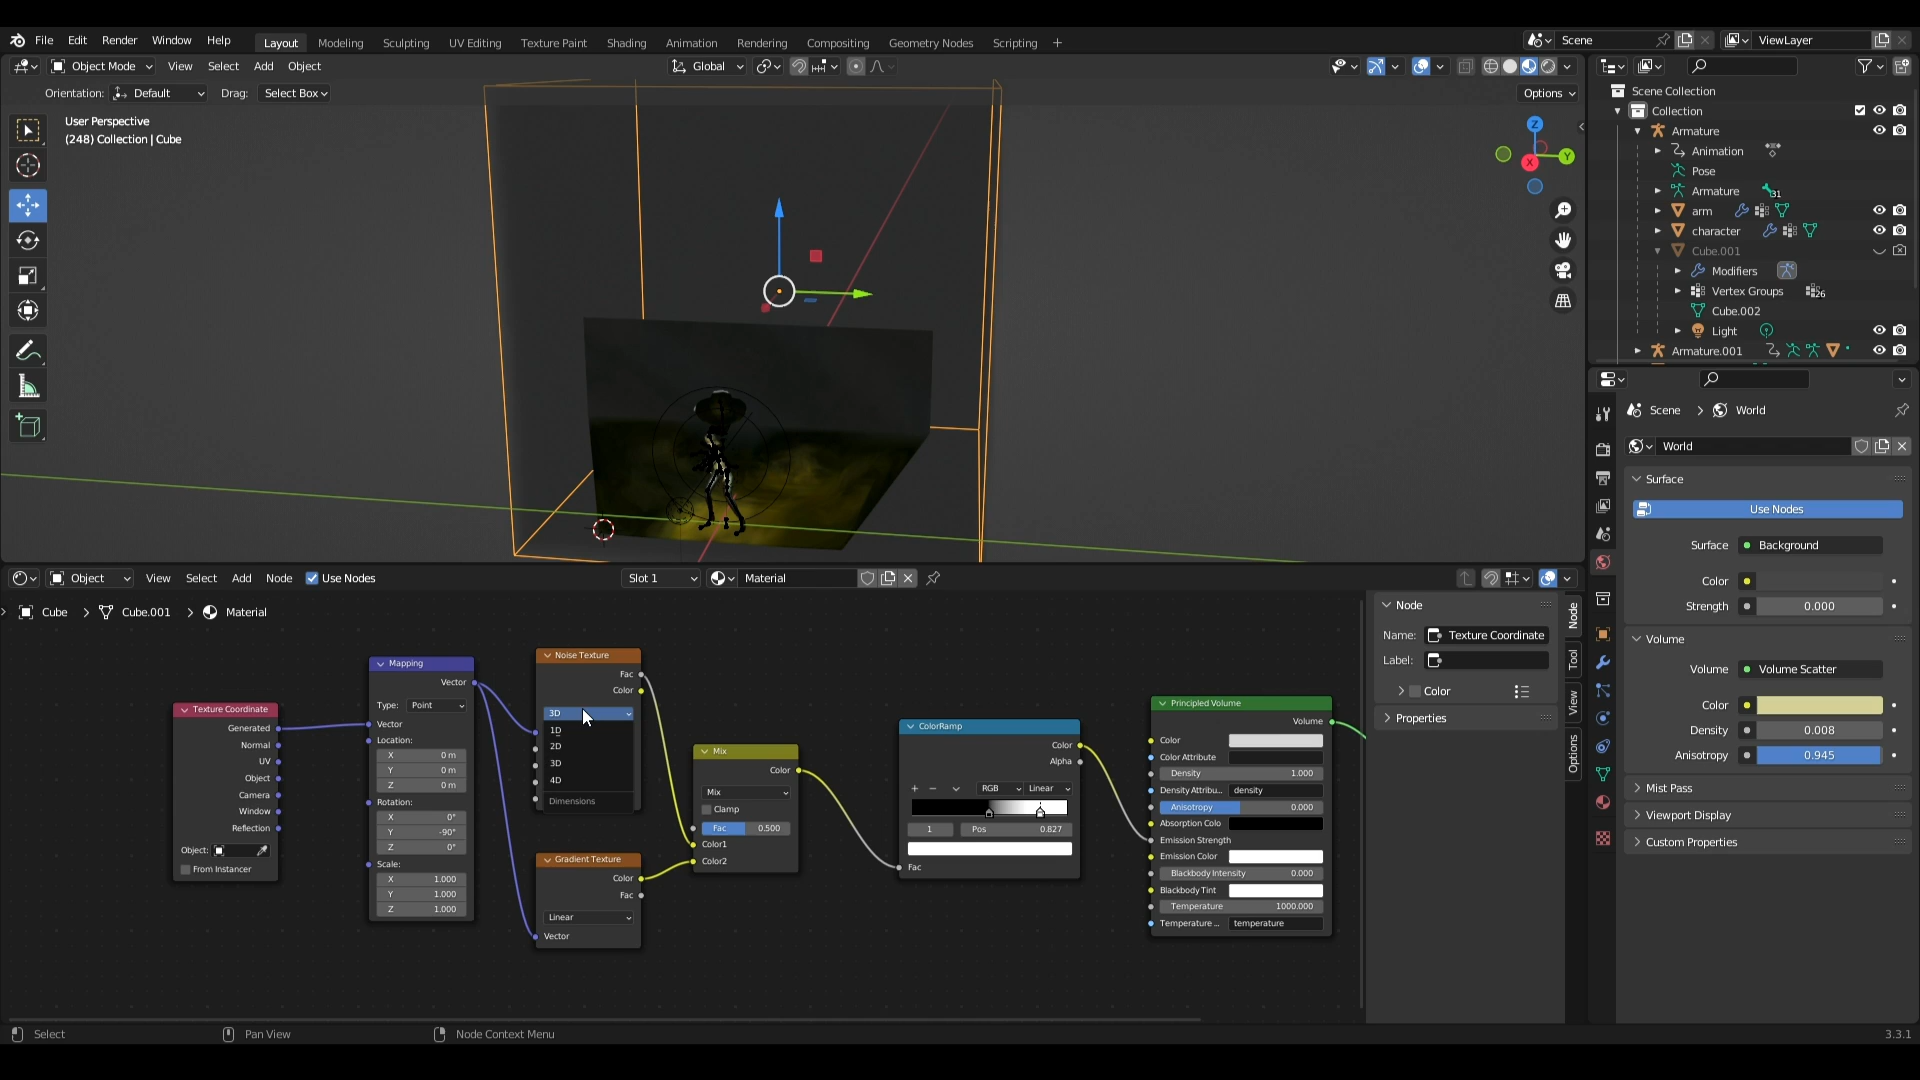 File Edit Render Window Help Layout Modeling Sculpting UV Editing Texture Paint Shading Animation Rendering Compositing Geometry Nodes Scripting + Scene ViewLayer
Object Mode View Select Add Object Global
Orientation: Default Drag: Select Box Options
User Perspective
(248) Collection | Cube
Z
Y
X
Scene Collection
Collection
Armature
Animation
Pose
Armature 31
arm
character
Cube.001
Modifiers
Vertex Groups 26
Cube.002
Light
Armature.001
Scene > World
World
Surface
Use Nodes
Surface Background
Color
Strength 0.000
Volume
Volume Volume Scatter
Color
Density 0.008
Anisotropy 0.945
Mist Pass
Viewport Display
Custom Properties
Object View Select Add Node Use Nodes Slot 1 Material
Cube > Cube.001 > Material
Texture Coordinate
Generated
Normal
UV
Object
Camera
Window
Reflection
Object:
From Instancer
Mapping
Vector
Type: Point
Vector
Location:
X 0 m
Y 0 m
Z 0 m
Rotation:
X 0°
Y -90°
Z 0°
Scale:
X 1.000
Y 1.000
Z 1.000
Noise Texture
Fac
Color
3D
1D
2D
3D
4D
Dimensions
Gradient Texture
Color
Fac
Linear
Vector
Mix
Color
Mix
Clamp
Fac 0.500
Color1
Color2
ColorRamp
Color
Alpha
+ − RGB Linear
1 Pos 0.827
Fac
Principled Volume
Volume
Color
Color Attribute
Density 1.000
Density Attribu... density
Anisotropy 0.000
Absorption Colo
Emission Strength
Emission Color
Blackbody Intensity 0.000
Blackbody Tint
Temperature 1000.000
Temperature ... temperature
Node
Name: Texture Coordinate
Label:
Color
Properties
Node
Tool
View
Options
Select Pan View Node Context Menu 3.3.1